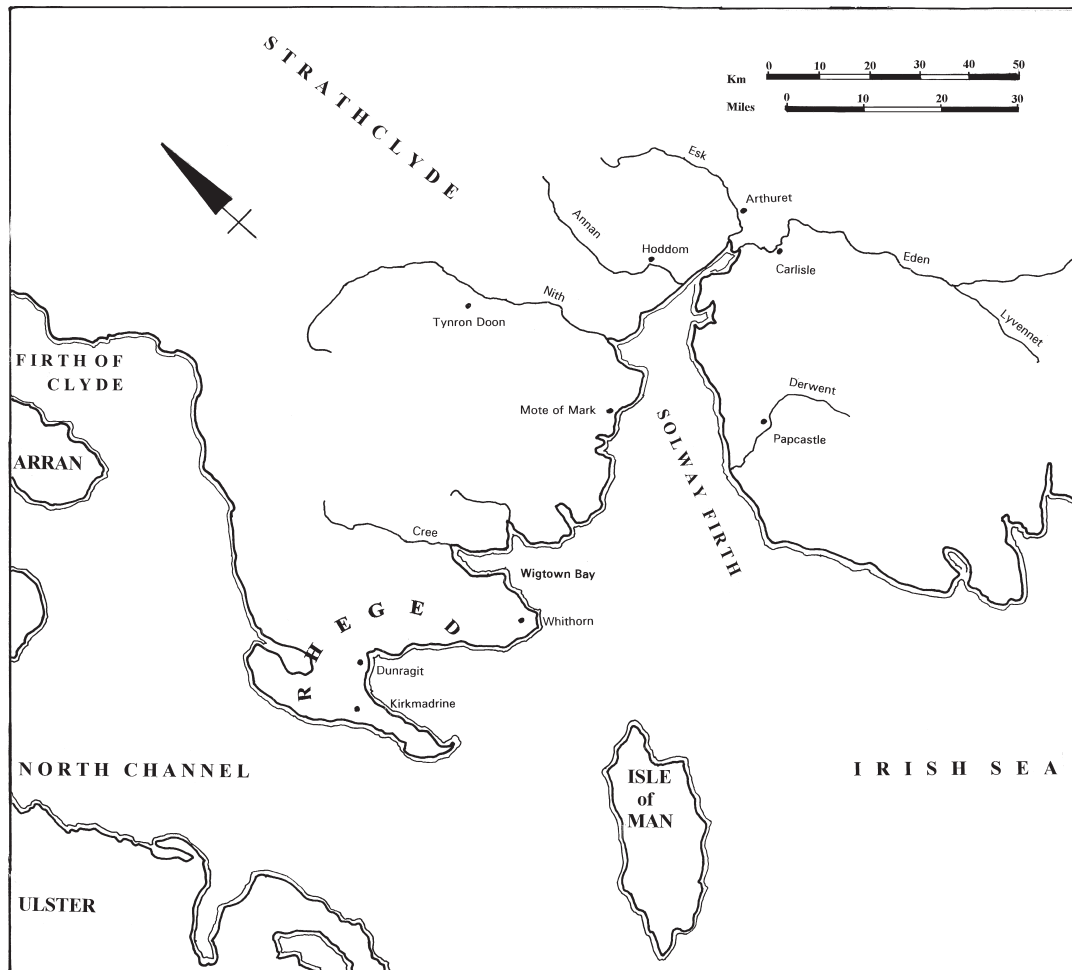 STRATHCLYDE
Km 0 10 20 30 40 50
Miles 0 10 20 30
Esk
Arthuret
Annan
Hoddom
Carlisle
Eden
Lyvennet
Nith
Tynron Doon
FIRTH OF
CLYDE
Derwent
Mote of Mark
Papcastle
SOLWAY FIRTH
ARRAN
Cree
Wigtown Bay
RHEGED
Whithorn
Dunragit
Kirkmadrine
NORTH CHANNEL
ISLE
of
MAN
IRISH SEA
ULSTER